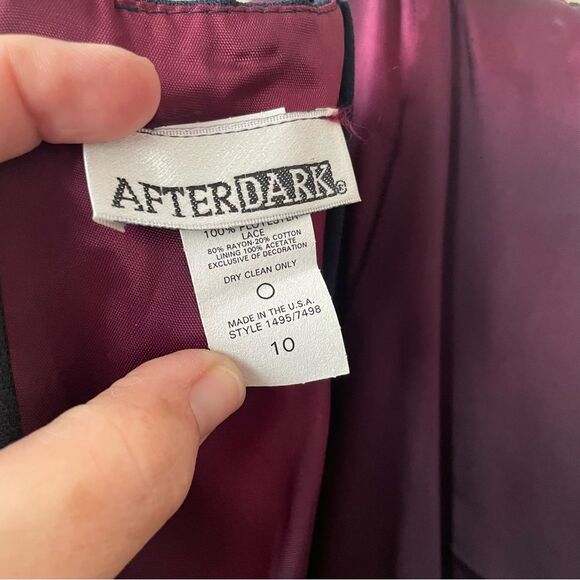 AFTERDARK®
100% POLYESTER
LACE
80% RAYON-20% COTTON
LINING 100% ACETATE
EXCLUSIVE OF DECORATION
DRY CLEAN ONLY
MADE IN THE U.S.A.
STYLE 1495/7498
10